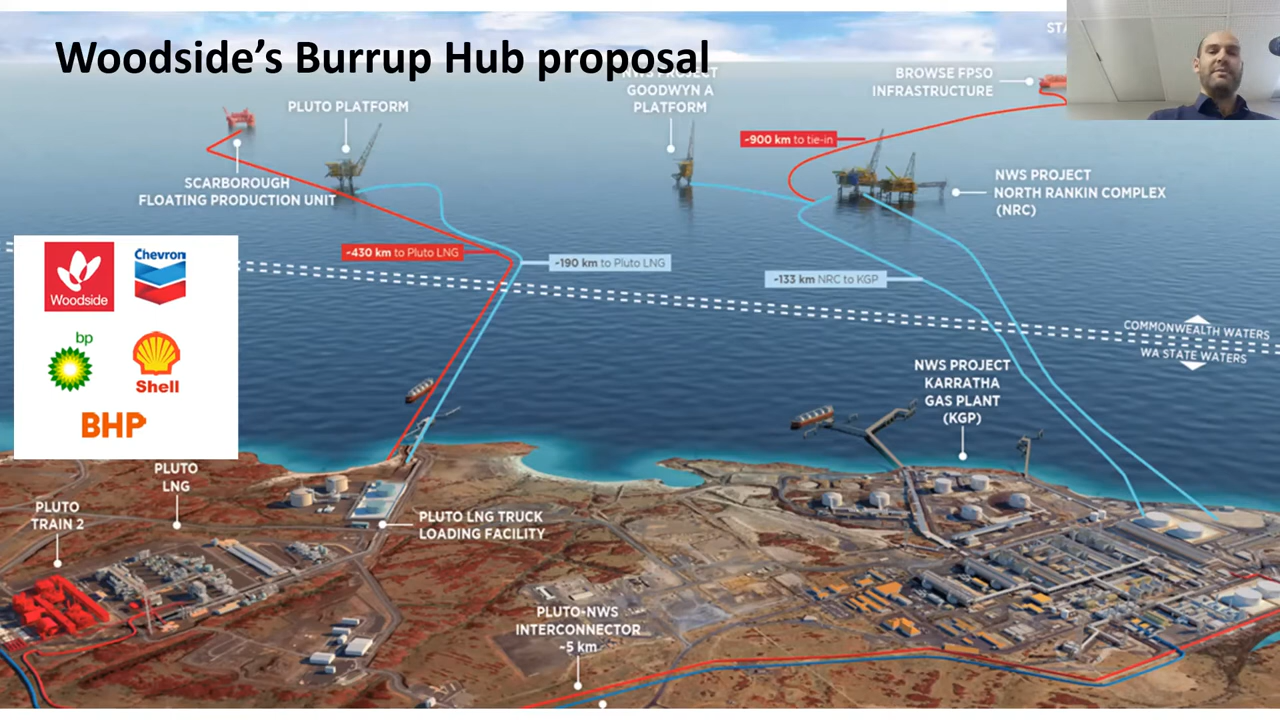 Woodside’s Burrup Hub proposal
NWS PROJECT
GOODWYN A
PLATFORM
BROWSE FPSO
INFRASTRUCTURE
PLUTO PLATFORM
~900 km to tie-in
SCARBOROUGH
FLOATING PRODUCTION UNIT
NWS PROJECT
NORTH RANKIN COMPLEX
(NRC)
~430 km to Pluto LNG
~190 km to Pluto LNG
~133 km NRC to KGP
Woodside
Chevron
bp
Shell
BHP
COMMONWEALTH WATERS
WA STATE WATERS
NWS PROJECT
KARRATHA
GAS PLANT
(KGP)
PLUTO
LNG
PLUTO
TRAIN 2
PLUTO LNG TRUCK
LOADING FACILITY
PLUTO-NWS
INTERCONNECTOR
~5 km